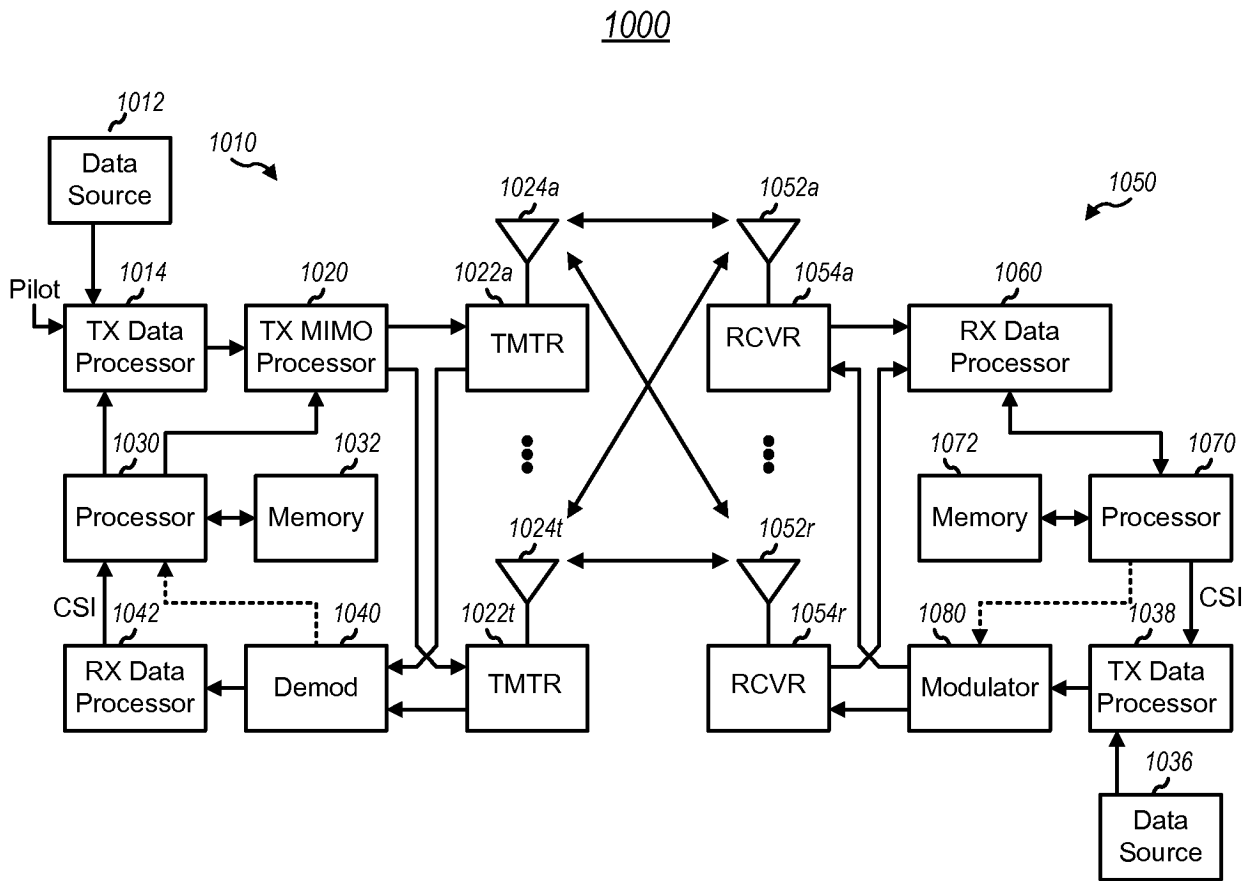 1000
1012
Data
Source
1010
1024a
1052a
1050
Pilot
1014
TX Data
Processor
1020
TX MIMO
Processor
1022a
TMTR
1054a
RCVR
1060
RX Data
Processor
1030
Processor
1032
Memory
1072
Memory
1070
Processor
1024t
1052r
CSI
1042
RX Data
Processor
1040
Demod
1022t
TMTR
1054r
RCVR
1080
Modulator
CSI
1038
TX Data
Processor
1036
Data
Source